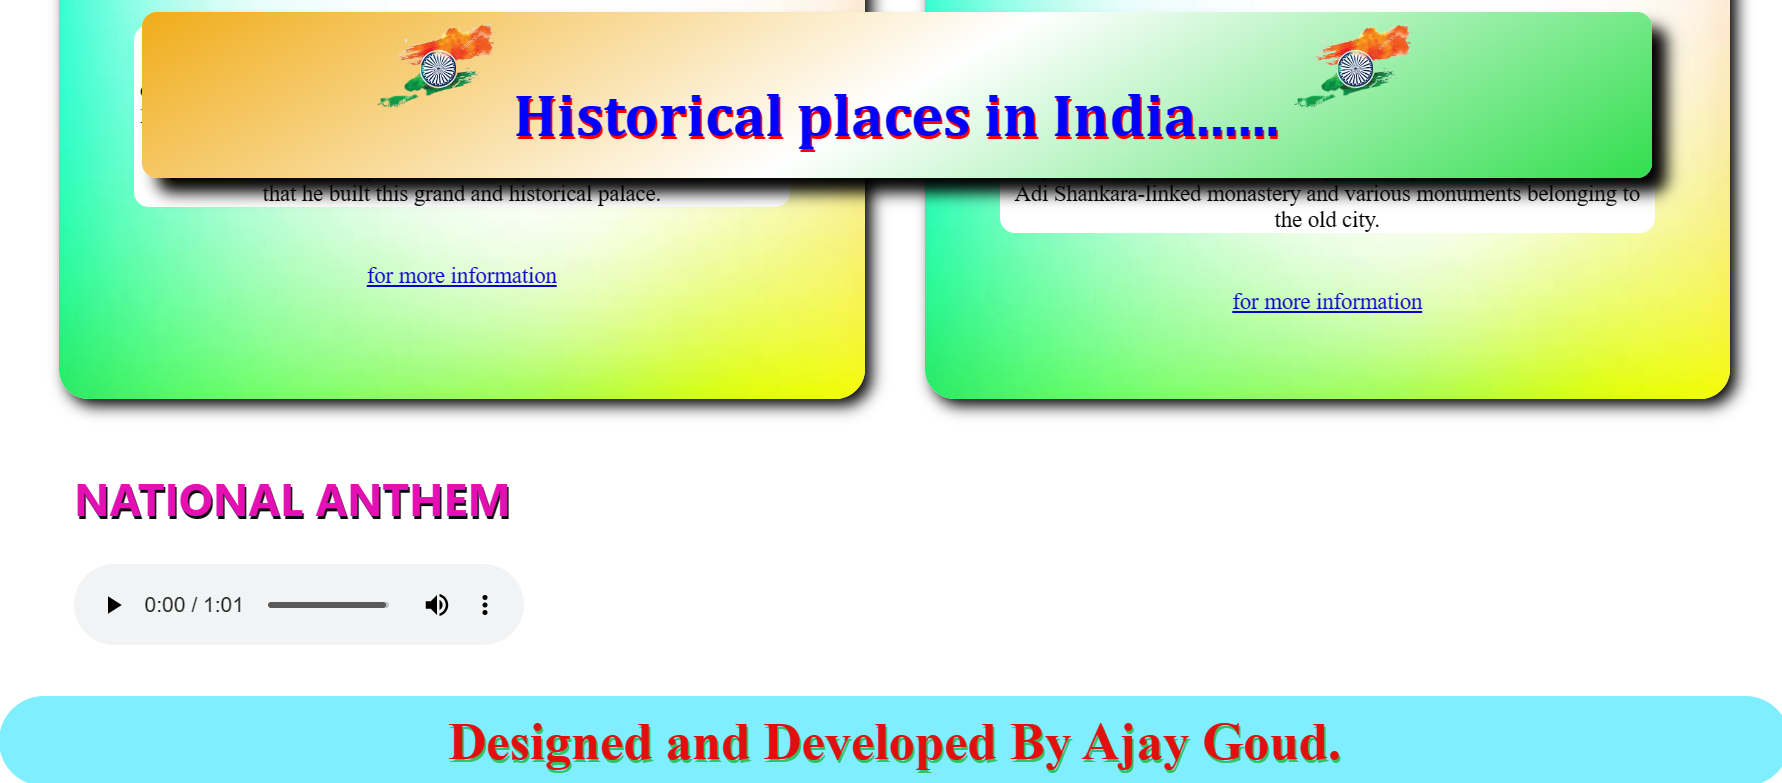 Historical places in India......
that he built this grand and historical palace.
Adi Shankara-linked monastery and various monuments belonging to
the old city.
for more information
for more information
NATIONAL ANTHEM
0:00 / 1:01
Designed and Developed By Ajay Goud.